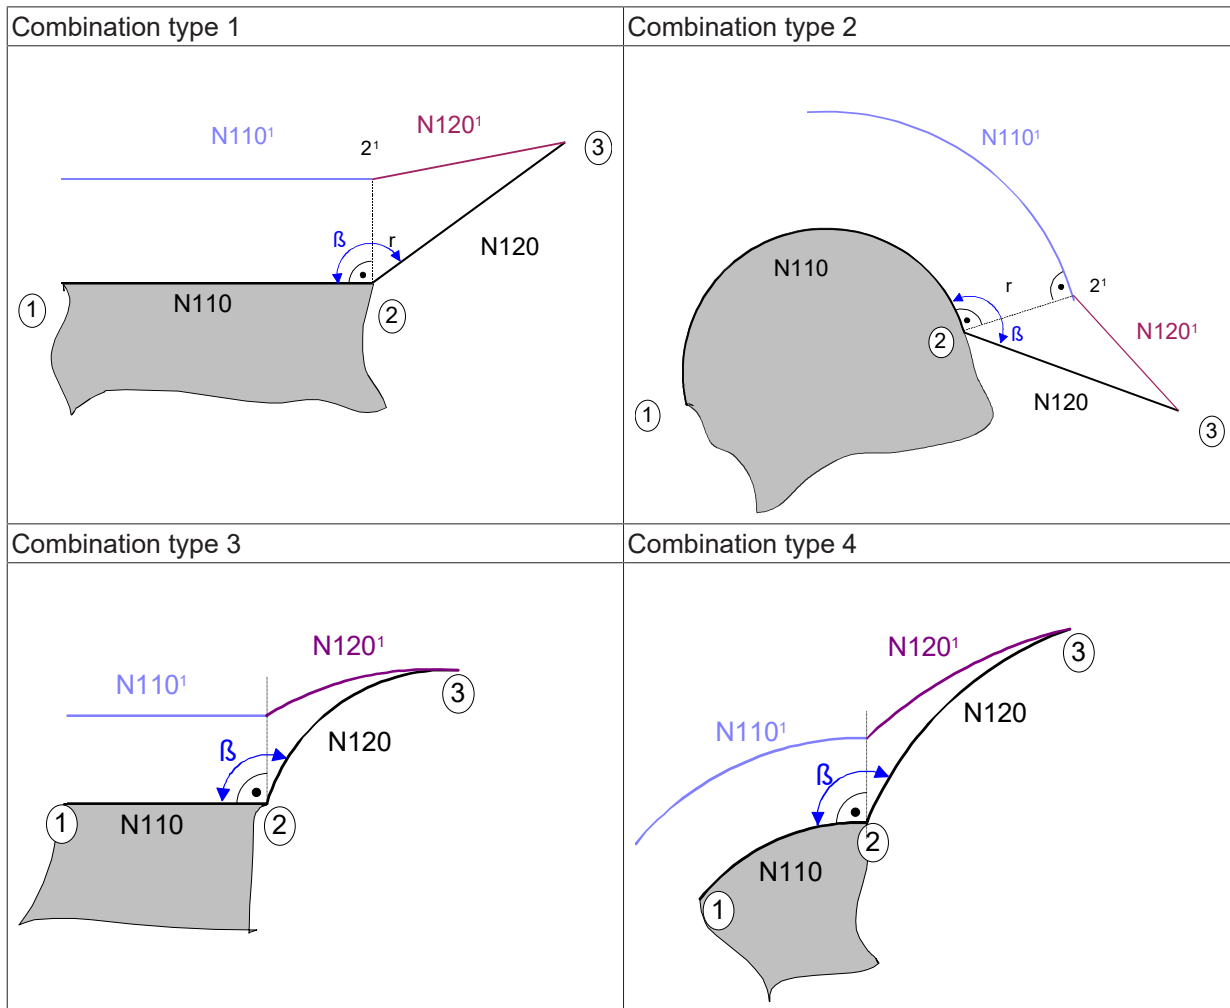 Combination type 1
Combination type 2
N110¹
N120¹
2¹
3
ß
r
N120
1
N110
2
N110¹
N110
r
2¹
2
ß
N120¹
N120
1
3
Combination type 3
Combination type 4
N120¹
N110¹
3
ß
N120
1
N110
2
N120¹
3
N110¹
N120
ß
2
N110
1